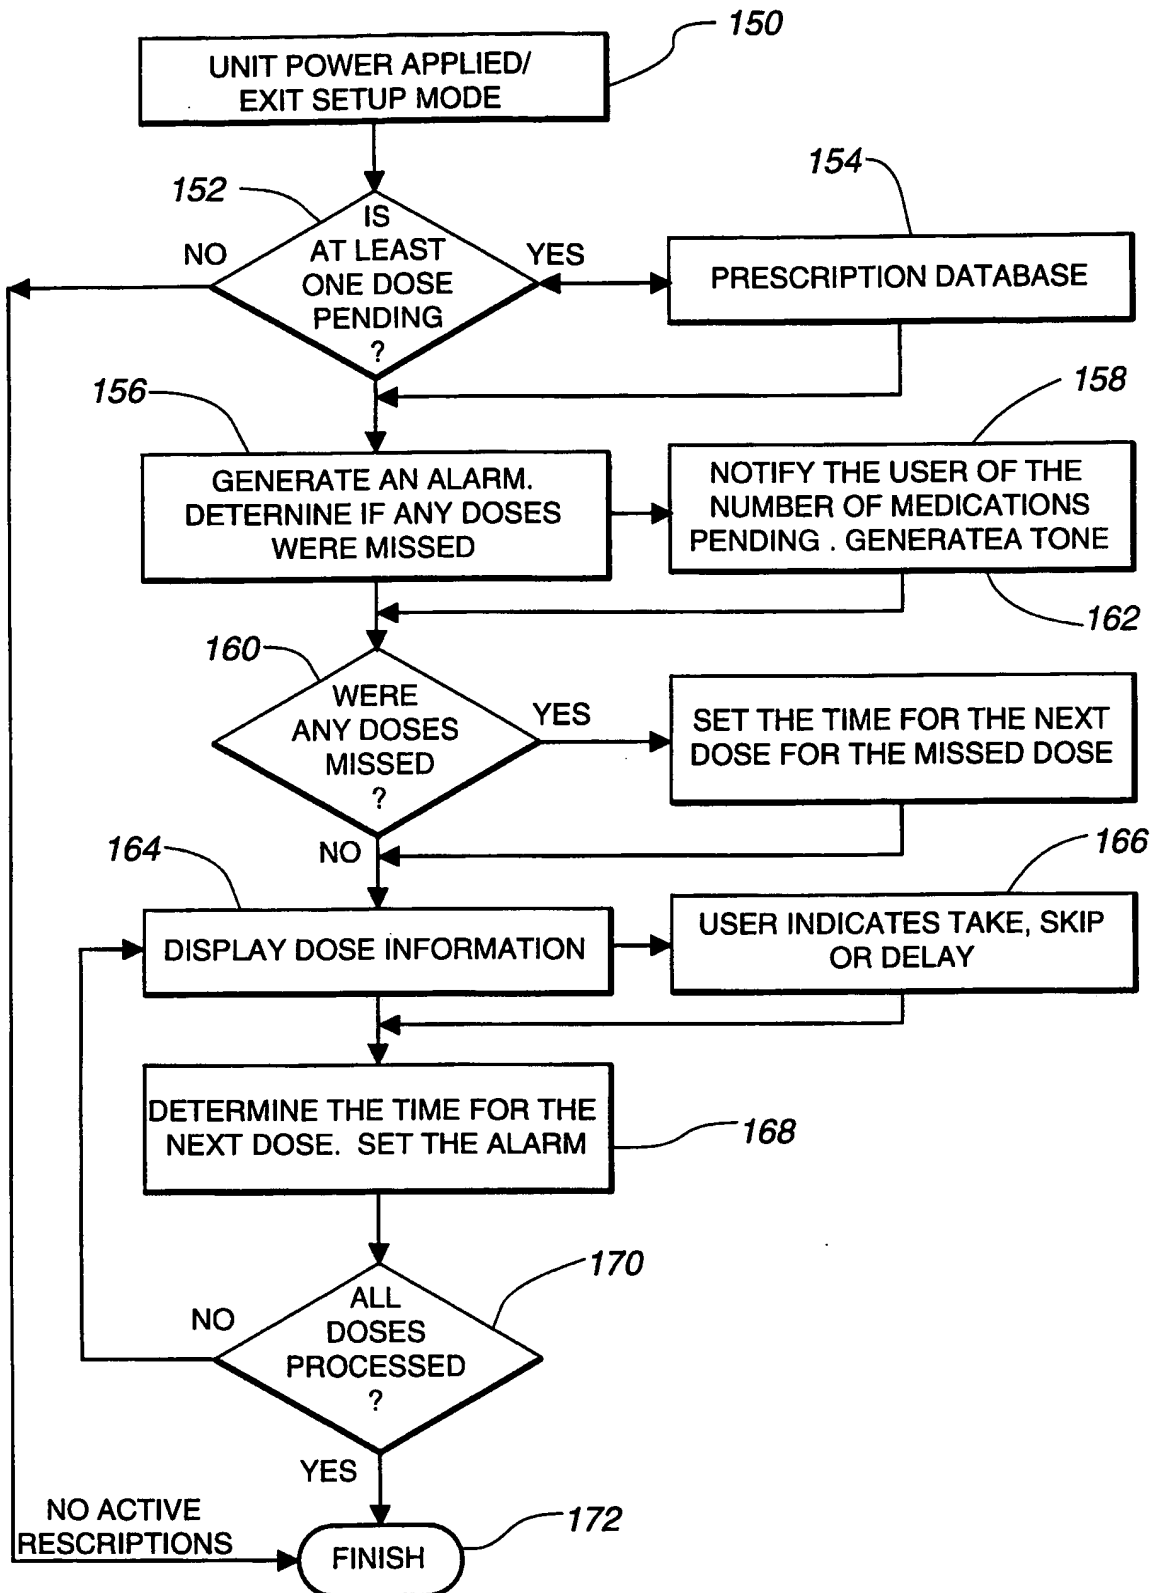 150
UNIT POWER APPLIED/
EXIT SETUP MODE
152
IS
AT LEAST
ONE DOSE
PENDING
?
NO
YES
154
PRESCRIPTION DATABASE
156
GENERATE AN ALARM.
DETERNINE IF ANY DOSES
WERE MISSED
158
NOTIFY THE USER OF THE
NUMBER OF MEDICATIONS
PENDING . GENERATEA TONE
162
160
WERE
ANY DOSES
MISSED
?
YES
SET THE TIME FOR THE NEXT
DOSE FOR THE MISSED DOSE
NO
164
DISPLAY DOSE INFORMATION
166
USER INDICATES TAKE, SKIP
OR DELAY
DETERMINE THE TIME FOR THE
NEXT DOSE. SET THE ALARM
168
170
ALL
DOSES
PROCESSED
?
NO
YES
NO ACTIVE
RESCRIPTIONS
FINISH
172